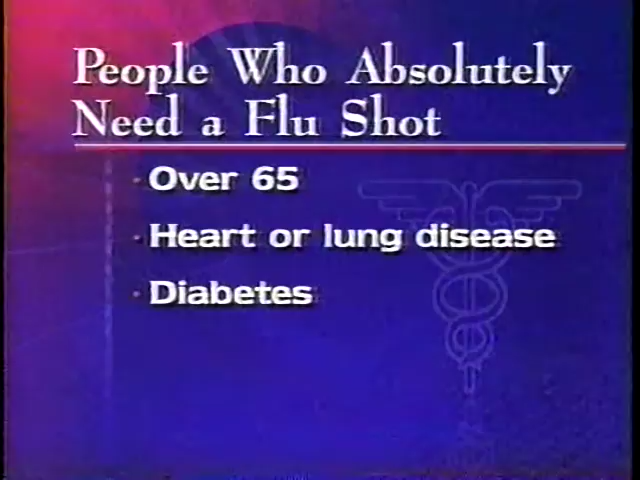 People Who Absolutely
Need a Flu Shot
· Over 65
· Heart or lung disease
· Diabetes